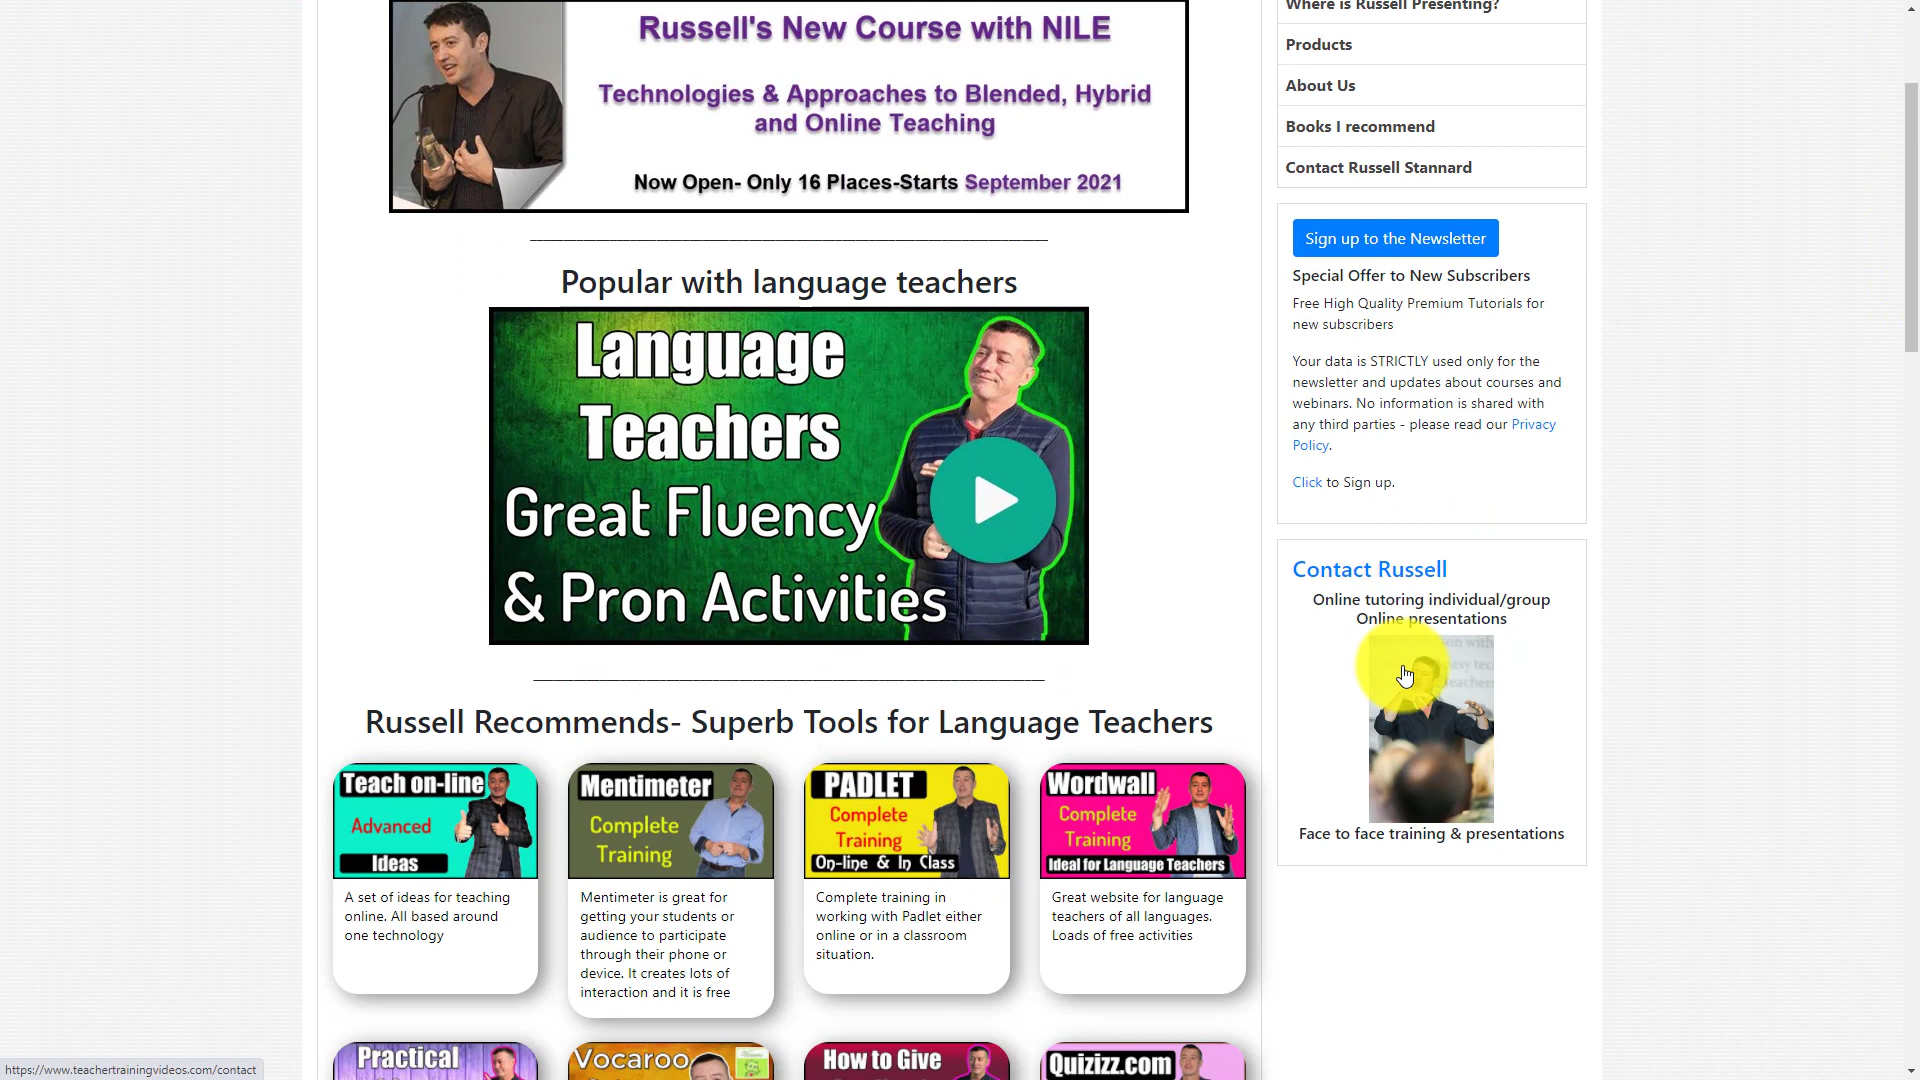 Russell's New Course with NILE
Technologies & Approaches to Blended, Hybrid
and Online Teaching
Now Open- Only 16 Places-Starts September 2021
Popular with language teachers
Language
Teachers
Great Fluency
& Pron Activities
Russell Recommends- Superb Tools for Language Teachers
Teach on-line
Advanced
Ideas
A set of ideas for teaching
online. All based around
one technology
Mentimeter
Complete
Training
Mentimeter is great for
getting your students or
audience to participate
through their phone or
device. It creates lots of
interaction and it is free
PADLET
Complete
Training
On-line & In Class
Complete training in
working with Padlet either
online or in a classroom
situation.
Wordwall
Complete
Training
Ideal for Language Teachers
Great website for language
teachers of all languages.
Loads of free activities
Practical
Vocaroo
How to Give
Quizizz.com
Where is Russell Presenting?
Products
About Us
Books I recommend
Contact Russell Stannard
Sign up to the Newsletter
Special Offer to New Subscribers
Free High Quality Premium Tutorials for
new subscribers
Your data is STRICTLY used only for the
newsletter and updates about courses and
webinars. No information is shared with
any third parties - please read our Privacy
Policy.
Click to Sign up.
Contact Russell
Online tutoring individual/group
Online presentations
Face to face training & presentations
https://www.teachertrainingvideos.com/contact